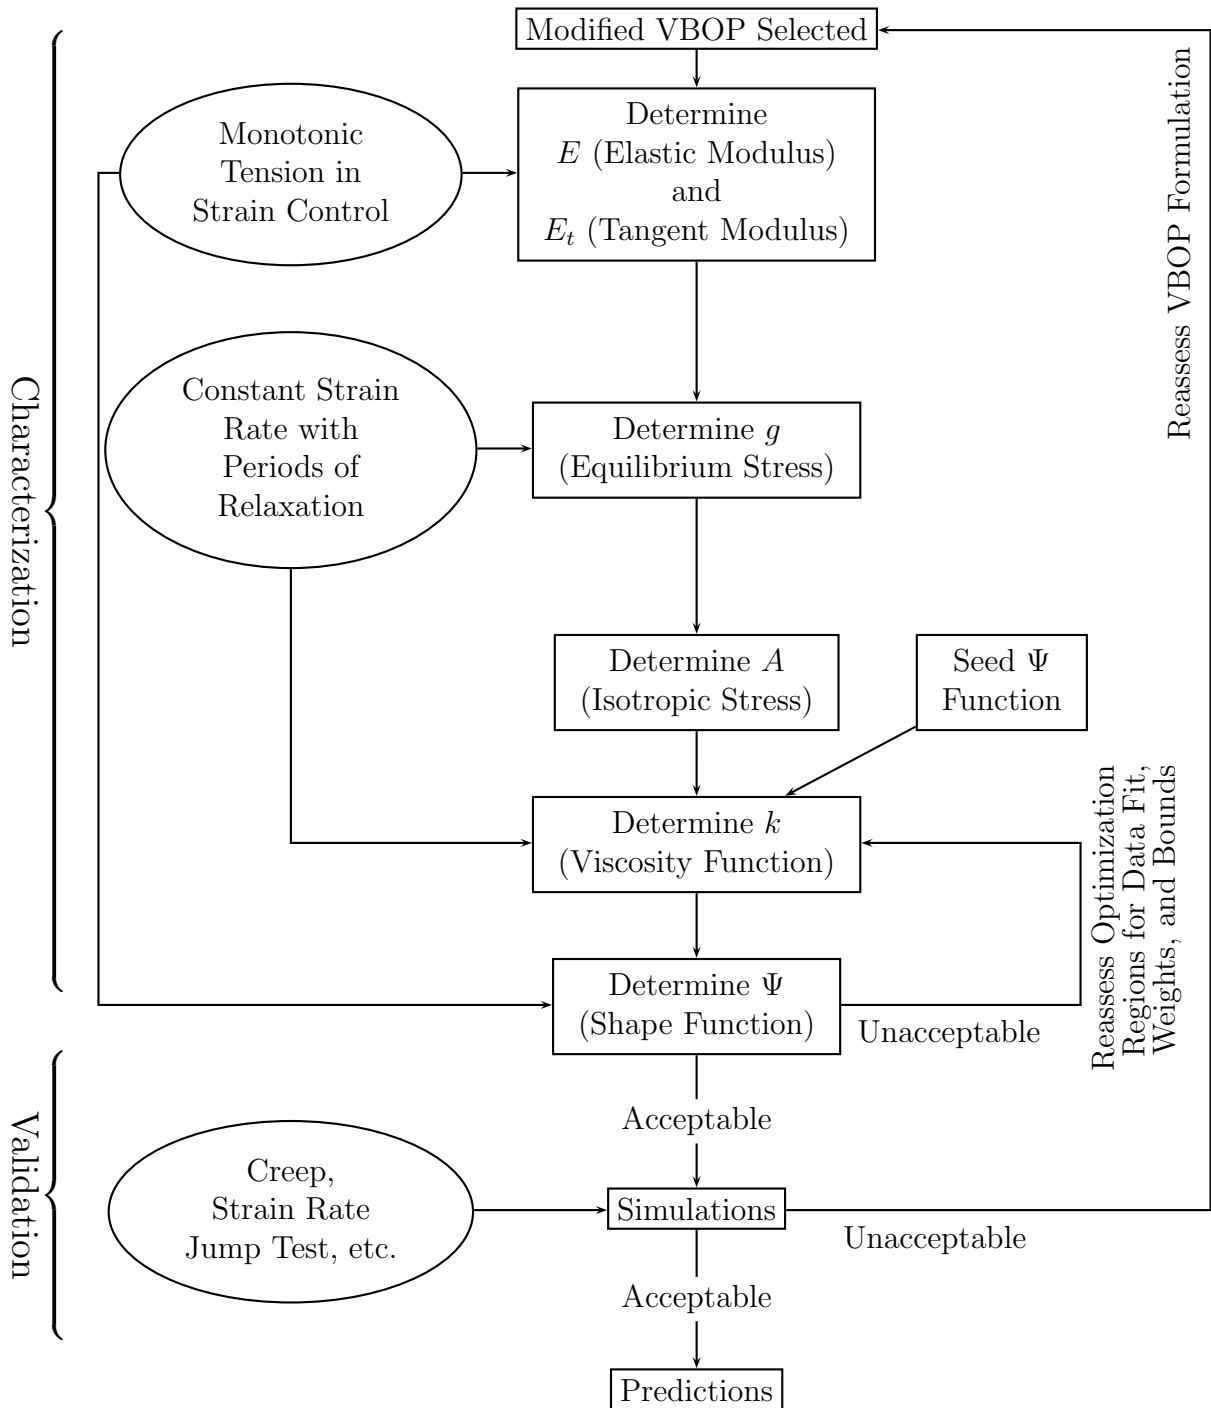 Modified VBOP Selected
Determine
E (Elastic Modulus)
and
E_t (Tangent Modulus)
Monotonic
Tension in
Strain Control
Constant Strain
Rate with
Periods of
Relaxation
Determine g
(Equilibrium Stress)
Determine A
(Isotropic Stress)
Seed Ψ
Function
Determine k
(Viscosity Function)
Determine Ψ
(Shape Function)
Unacceptable
Reassess Optimization
Regions for Data Fit,
Weights, and Bounds
Reassess VBOP Formulation
Characterization
Acceptable
Creep,
Strain Rate
Jump Test, etc.
Simulations
Unacceptable
Validation
Acceptable
Predictions